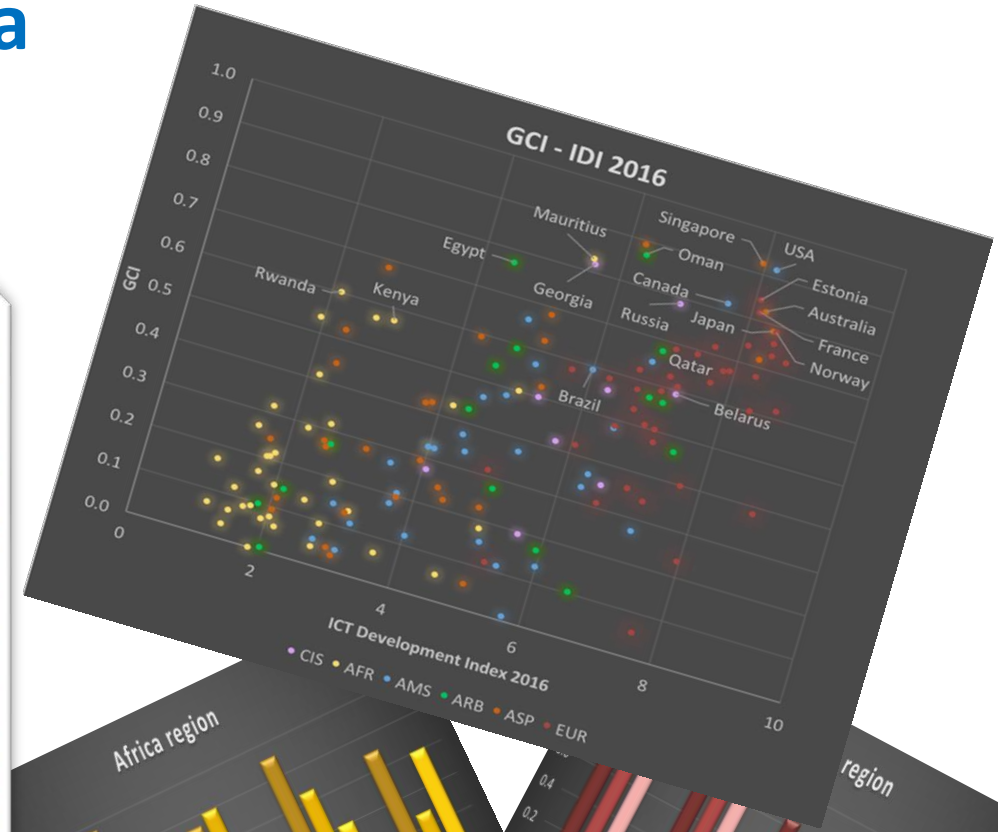 a
GCI - IDI 2016
1.0
0.9
0.8
0.7
0.6
0.5
0.4
0.3
0.2
0.1
0.0
GCI
0
2
4
6
8
10
ICT Development Index 2016
Mauritius
Singapore
USA
Egypt
Oman
Estonia
Rwanda
Kenya
Georgia
Canada
Australia
Russia
Japan
France
Qatar
Norway
Brazil
Belarus
CIS AFR AMS ARB ASP EUR
Africa region
region
0.4
0.2